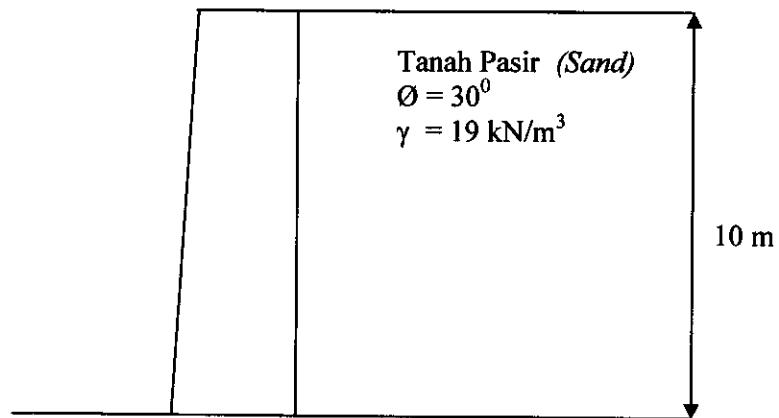 Tanah Pasir (Sand)
Ø = 30⁰
γ = 19 kN/m³
10 m